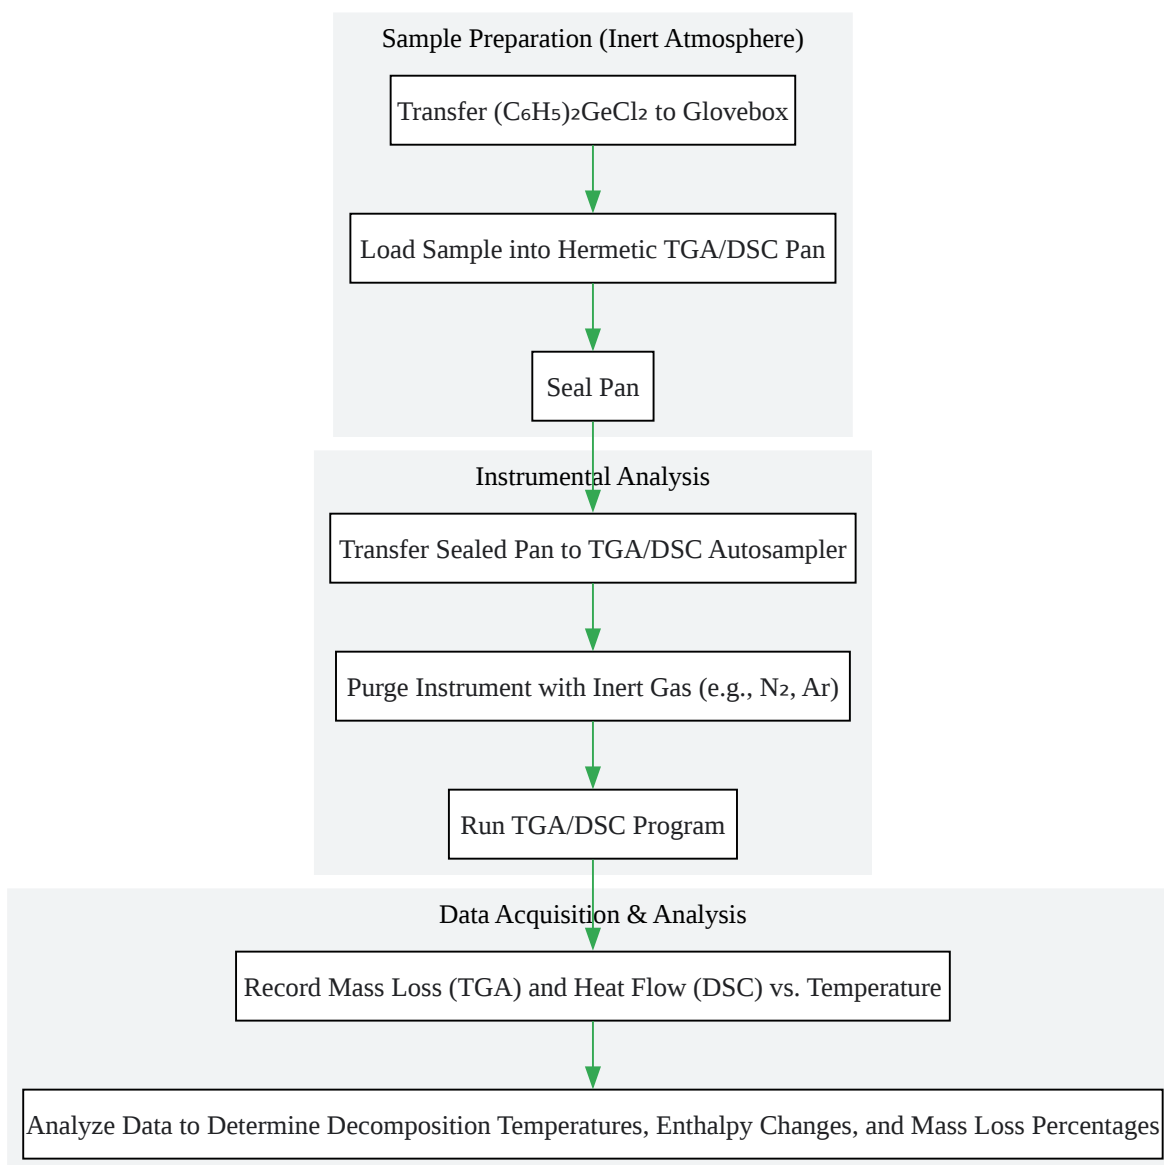 Sample Preparation (Inert Atmosphere)
Transfer (C₆H₅)₂GeCl₂ to Glovebox
Load Sample into Hermetic TGA/DSC Pan
Seal Pan
Instrumental Analysis
Transfer Sealed Pan to TGA/DSC Autosampler
Purge Instrument with Inert Gas (e.g., N₂, Ar)
Run TGA/DSC Program
Data Acquisition & Analysis
Record Mass Loss (TGA) and Heat Flow (DSC) vs. Temperature
Analyze Data to Determine Decomposition Temperatures, Enthalpy Changes, and Mass Loss Percentages